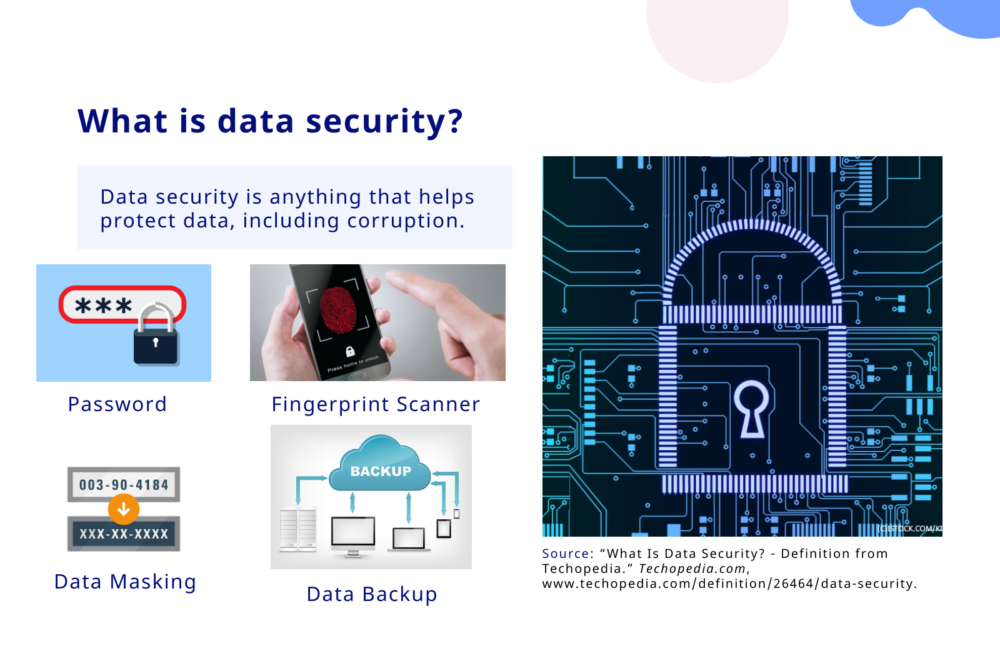 What is data security?
Data security is anything that helps
protect data, including corruption.
***
Press home to unlock
Password
Fingerprint Scanner
003-90-4184
XXX-XX-XXXX
Data Masking
BACKUP
Data Backup
(C)ISTOCK.COM/KI
Source: “What Is Data Security? - Definition from
Techopedia.” Techopedia.com,
www.techopedia.com/definition/26464/data-security.